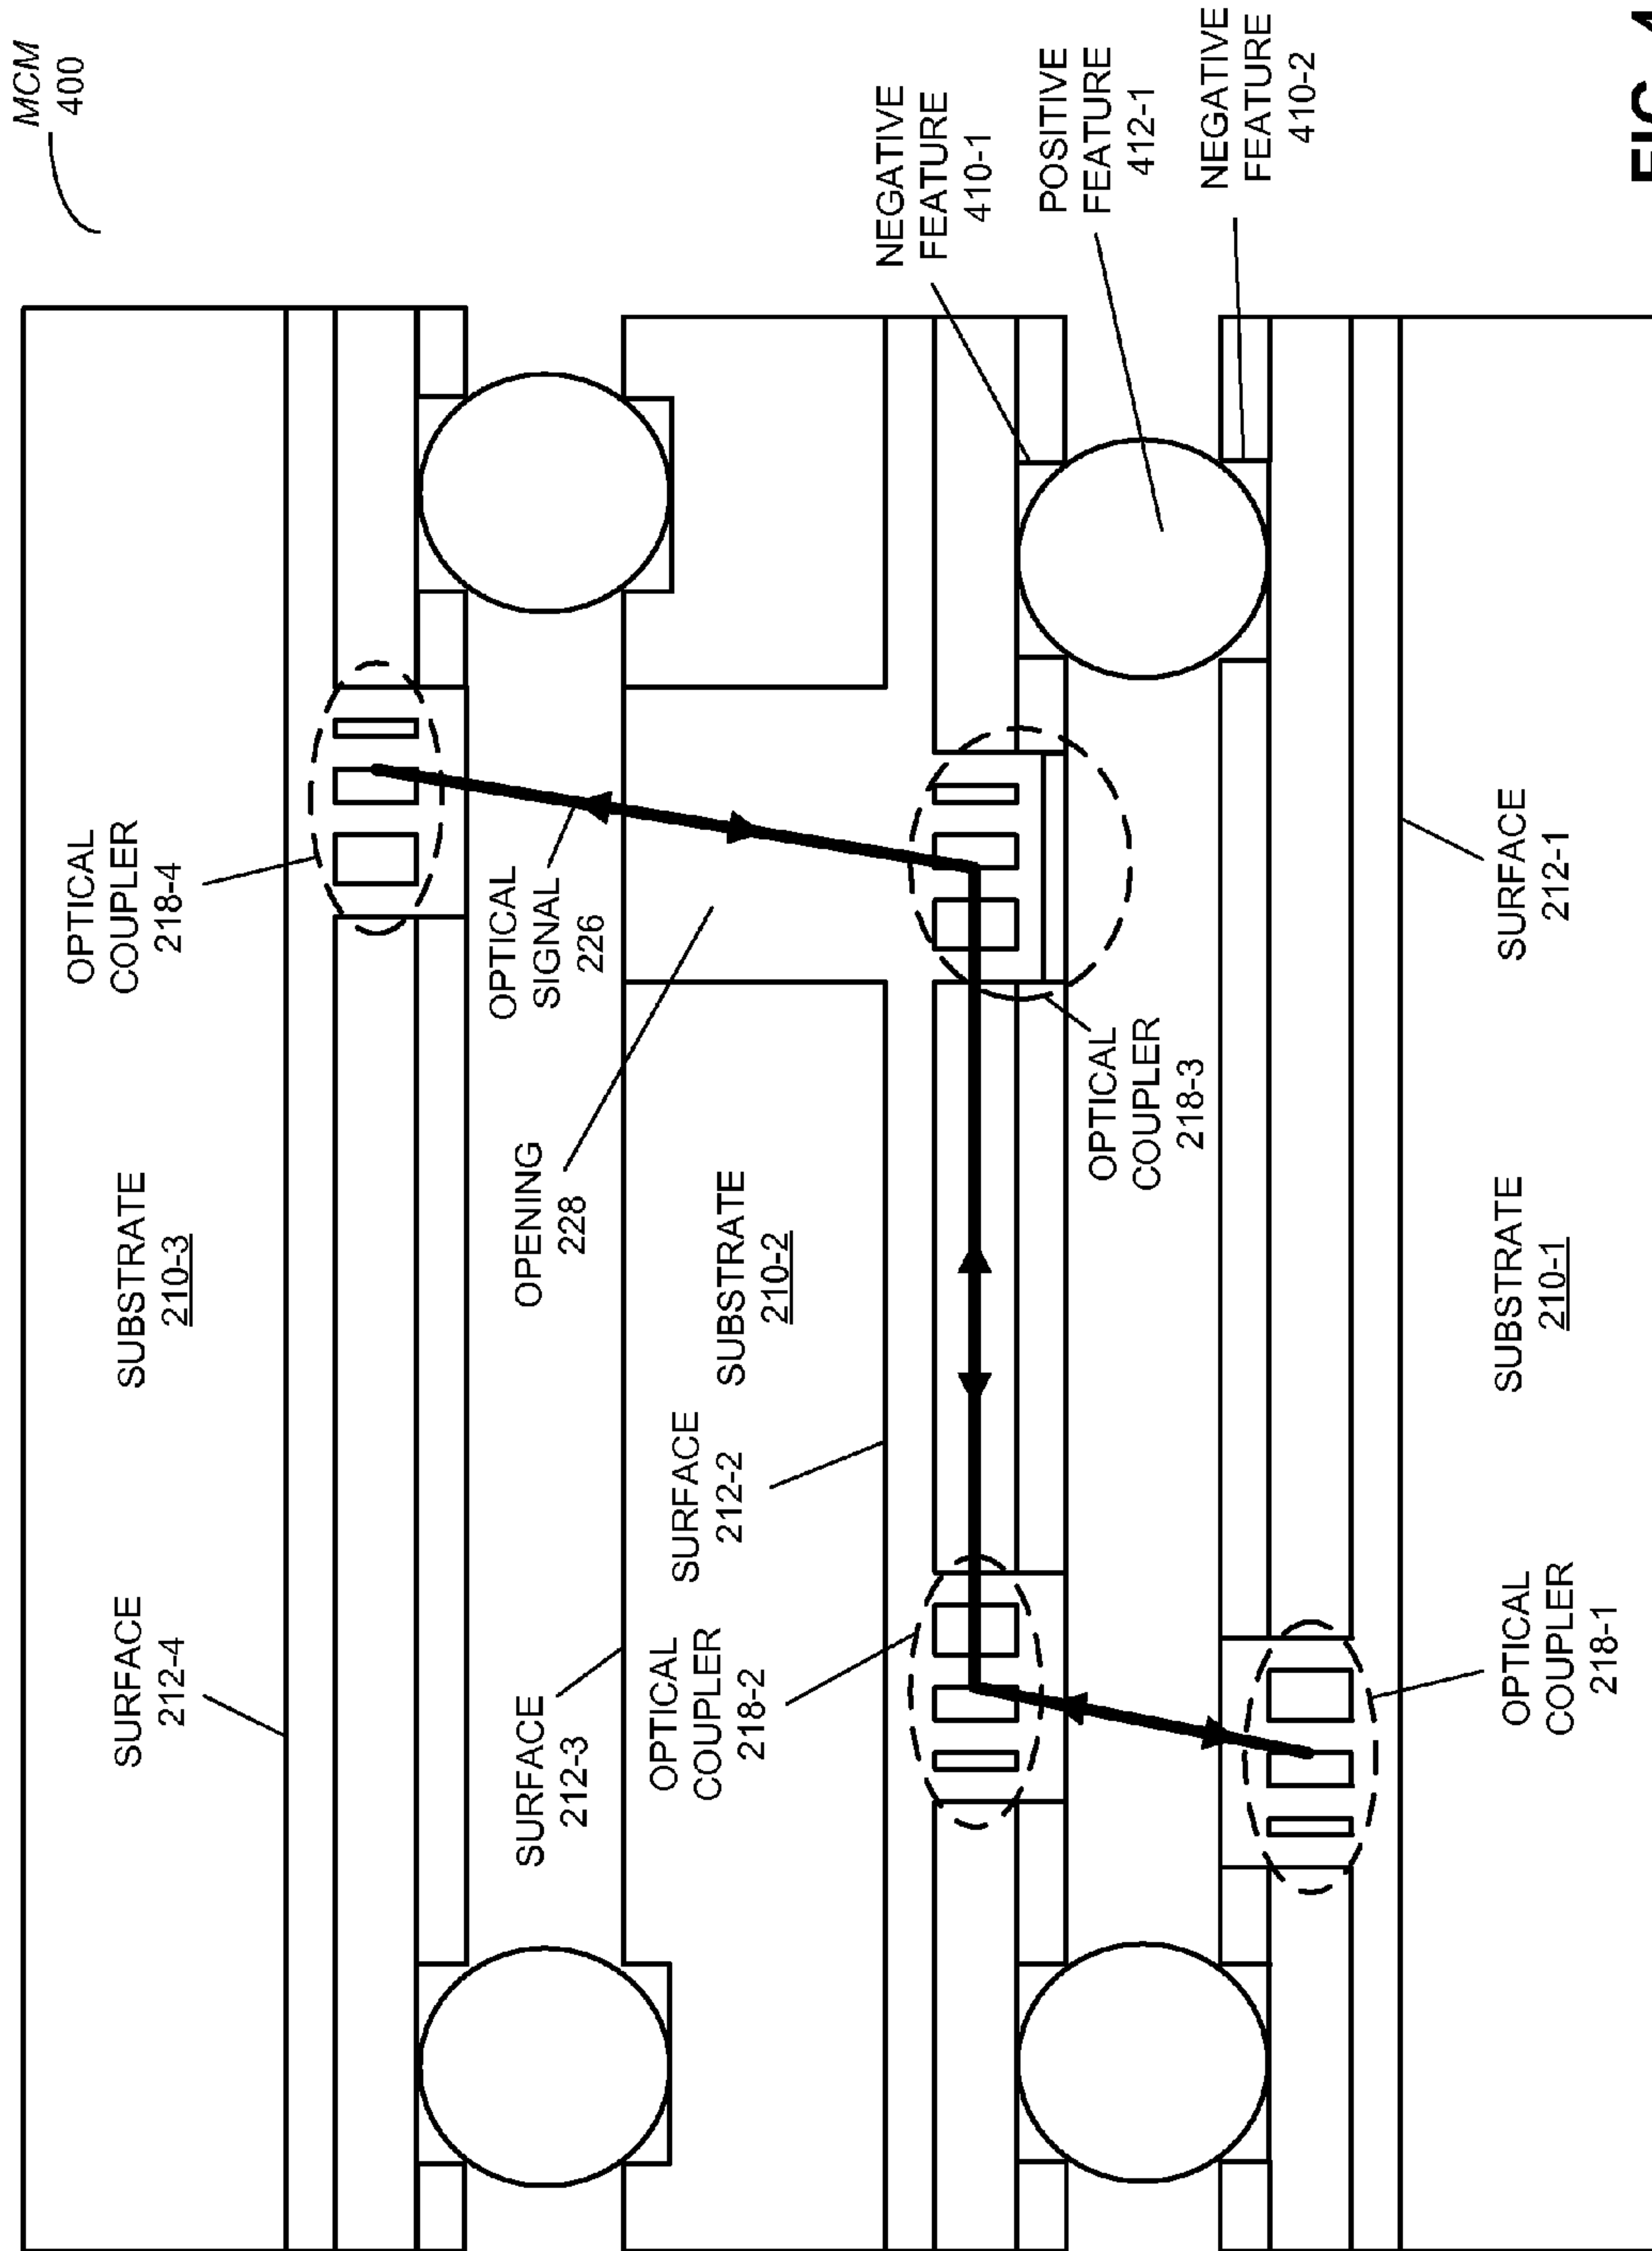 MCM
400
SURFACE
212-4
SUBSTRATE
210-3
OPTICAL
COUPLER
218-4
SURFACE
212-3
OPENING
228
OPTICAL
SIGNAL
226
OPTICAL
COUPLER
218-2
SURFACE
212-2
SUBSTRATE
210-2
NEGATIVE
FEATURE
410-1
POSITIVE
FEATURE
412-1
OPTICAL
COUPLER
218-3
NEGATIVE
FEATURE
410-2
OPTICAL
COUPLER
218-1
SUBSTRATE
210-1
SURFACE
212-1
FIG. 4